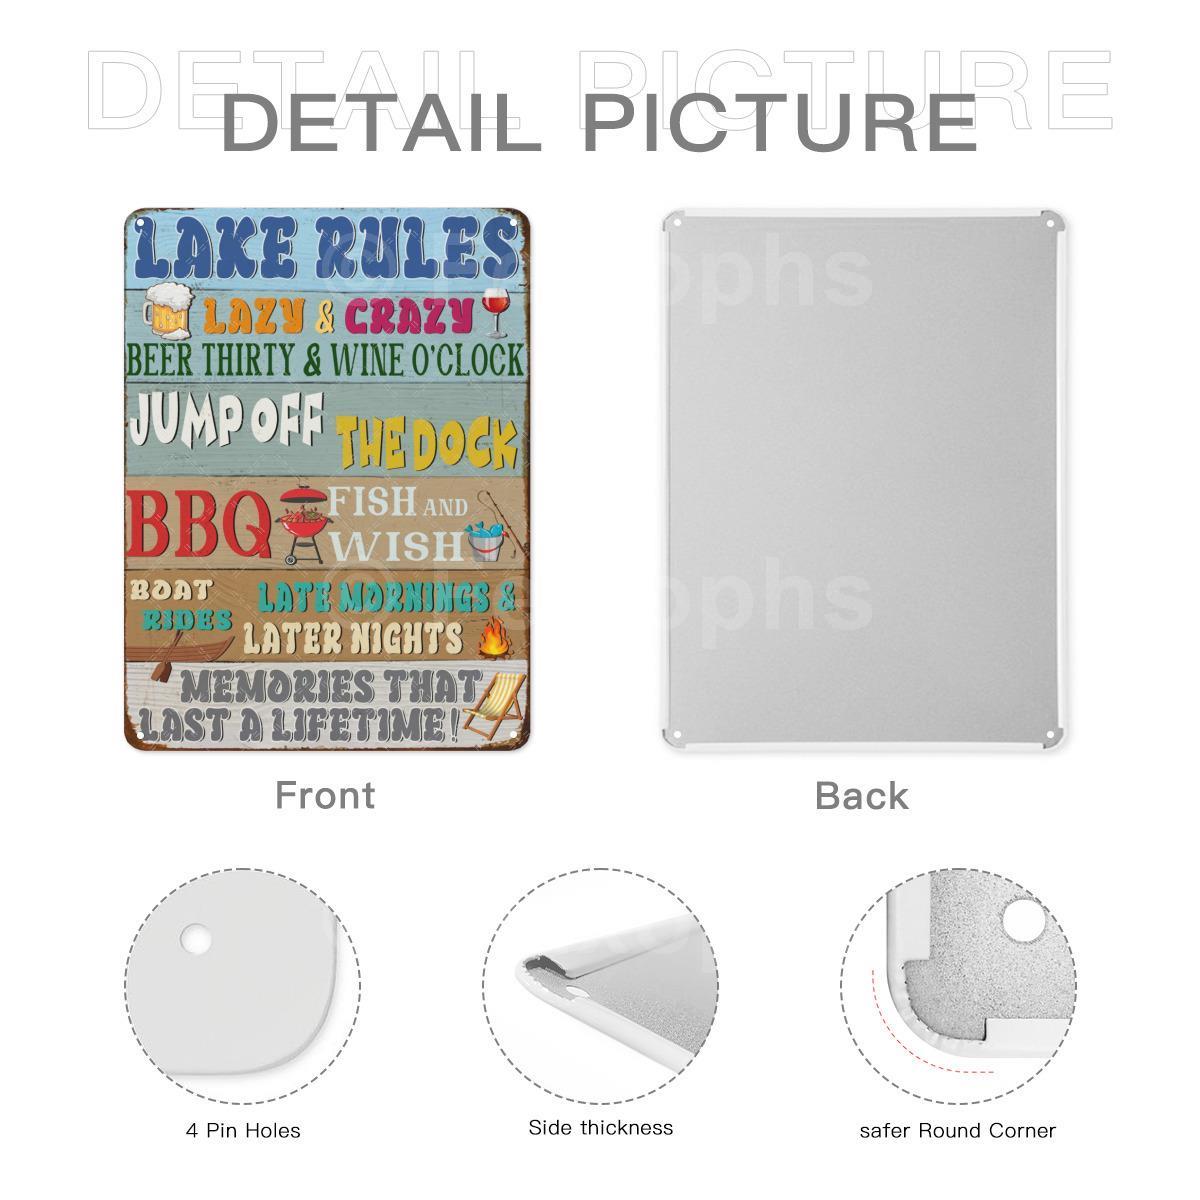 DETAIL PICTURE
DETAIL PICTURE
LAKE RULES
LAZY & CRAZY
BEER THIRTY & WINE O'CLOCK
JUMP OFF
THE DOCK
BBQ
FISH AND
WISH
BOAT
RIDES
LATE MORNINGS &
LATER NIGHTS
MEMORIES THAT
LAST A LIFETIME!
Front
Back
4 Pin Holes
Side thickness
safer Round Corner